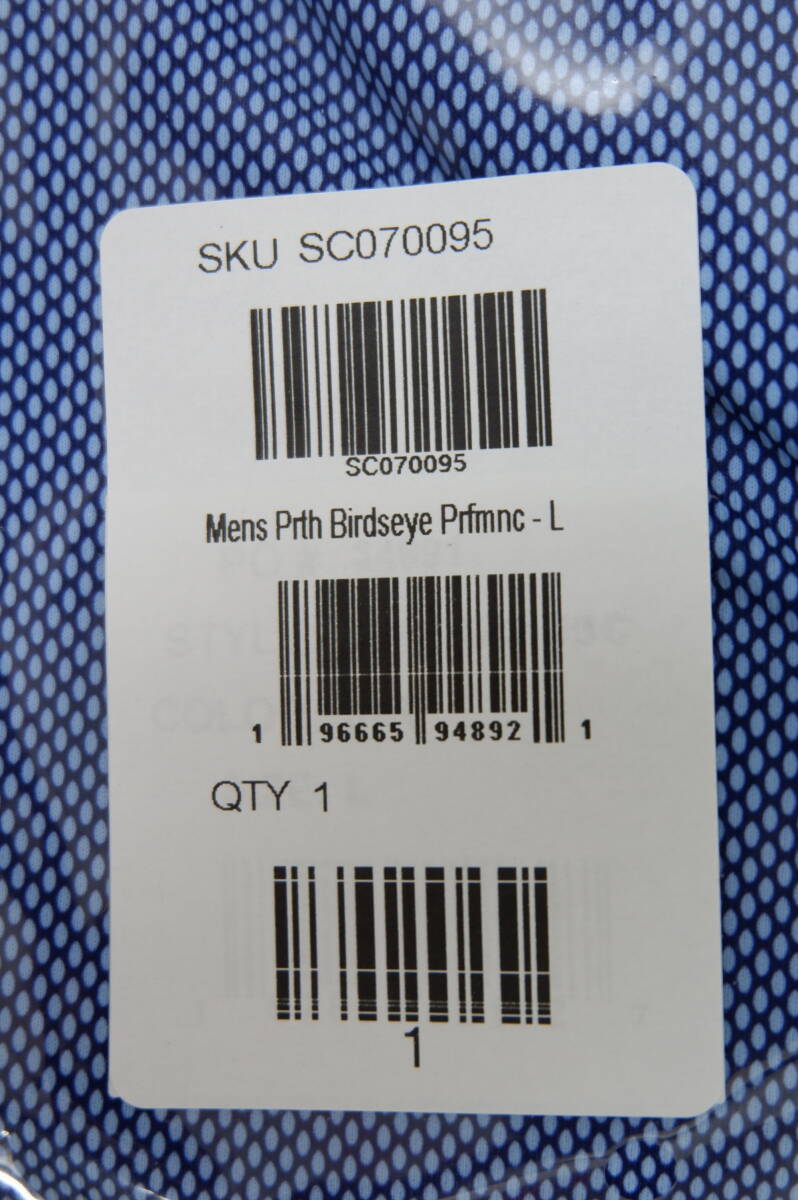 SKU SC070095
SC070095
Mens Prth Birdseye Prfmnc - L
1 96665 94892 1
QTY 1
1